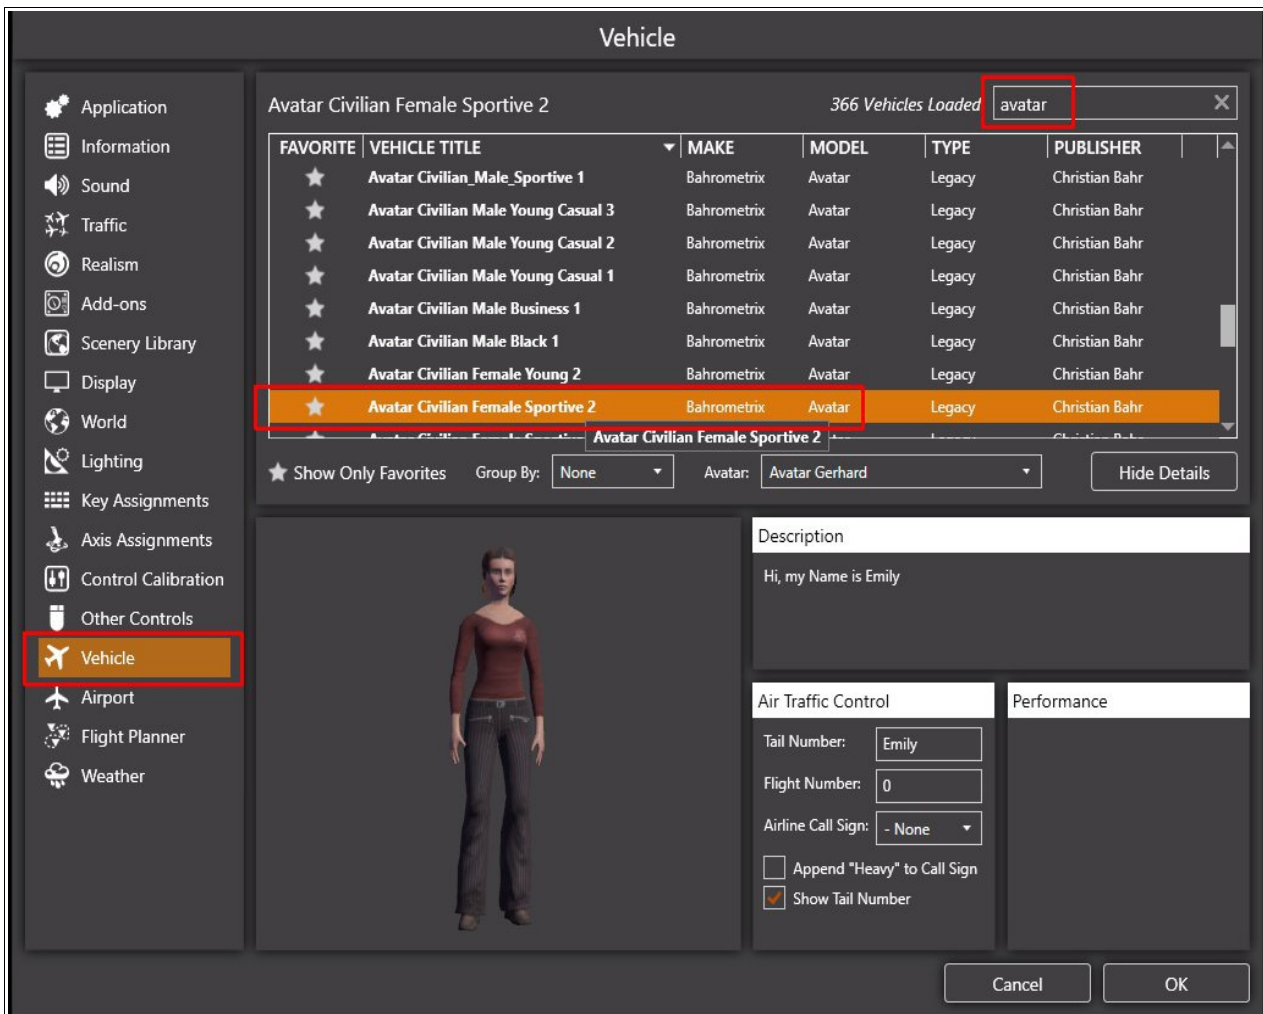 Vehicle
Application
Information
Sound
Traffic
Realism
Add-ons
Scenery Library
Display
World
Lighting
Key Assignments
Axis Assignments
Control Calibration
Other Controls
Vehicle
Airport
Flight Planner
Weather
Avatar Civilian Female Sportive 2 366 Vehicles Loaded avatar
FAVORITE VEHICLE TITLE MAKE MODEL TYPE PUBLISHER
Avatar Civilian_Male_Sportive 1 Bahrometrix Avatar Legacy Christian Bahr
Avatar Civilian Male Young Casual 3 Bahrometrix Avatar Legacy Christian Bahr
Avatar Civilian Male Young Casual 2 Bahrometrix Avatar Legacy Christian Bahr
Avatar Civilian Male Young Casual 1 Bahrometrix Avatar Legacy Christian Bahr
Avatar Civilian Male Business 1 Bahrometrix Avatar Legacy Christian Bahr
Avatar Civilian Male Black 1 Bahrometrix Avatar Legacy Christian Bahr
Avatar Civilian Female Young 2 Bahrometrix Avatar Legacy Christian Bahr
Avatar Civilian Female Sportive 2 Bahrometrix Avatar Legacy Christian Bahr
Avatar Civilian Female Sportive 2
Show Only Favorites Group By: None Avatar: Avatar Gerhard Hide Details
Description
Hi, my Name is Emily
Air Traffic Control
Tail Number: Emily
Flight Number: 0
Airline Call Sign: - None
Append "Heavy" to Call Sign
Show Tail Number
Performance
Cancel OK